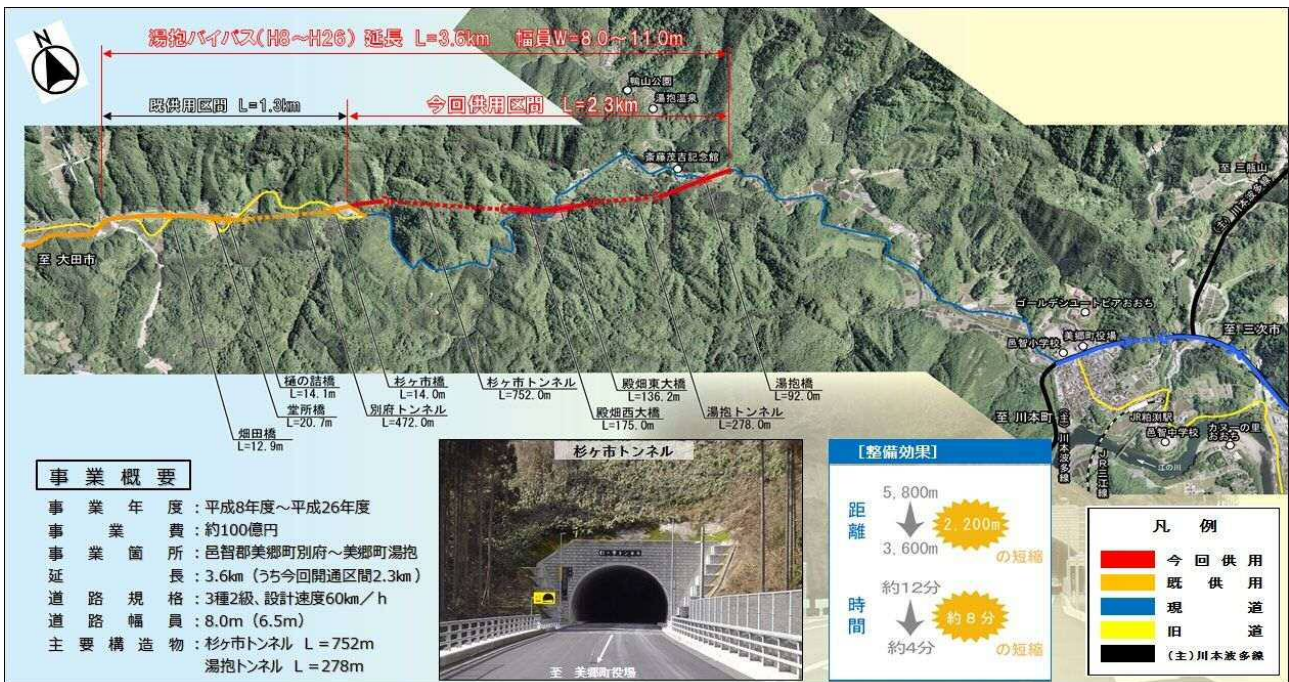 N
湯抱バイパス(H8～H26) 延長 L=3.6km 幅員W=8.0～11.0m
既供用区間 L=1.3km
今回供用区間 L=2.3km
鴨山公園
湯抱温泉
斎藤茂吉記念館
至 三瓶山
(主)川本波多線
至 大田市
ゴールデンユートピアおおち
美郷町役場
邑智小学校
至 三次市
至 川本町
(主)川本波多線
JR三江線
JR粕渕駅
邑智中学校
カヌーの里
おおち
江の川
樋の詰橋
L=14.1m
杉ヶ市橋
L=14.0m
杉ヶ市トンネル
L=752.0m
殿畑東大橋
L=136.2m
湯抱橋
L=92.0m
堂所橋
L=20.7m
別府トンネル
L=472.0m
殿畑西大橋
L=175.0m
湯抱トンネル
L=278.0m
畑田橋
L=12.9m
事業概要
事業年度：平成8年度～平成26年度
事業費：約100億円
事業箇所：邑智郡美郷町別府～美郷町湯抱
延長：3.6km（うち今回開通区間2.3km）
道路規格：3種2級、設計速度60km／h
道路幅員：8.0m（6.5m）
主要構造物：杉ヶ市トンネル L＝752m
湯抱トンネル L＝278m
杉ヶ市トンネル
至 美郷町役場
[整備効果]
距離
5,800m
2,200m
3,600m
の短縮
時間
約12分
約8分
約4分
の短縮
凡例
今回供用
既供用
現道
旧道
(主)川本波多線